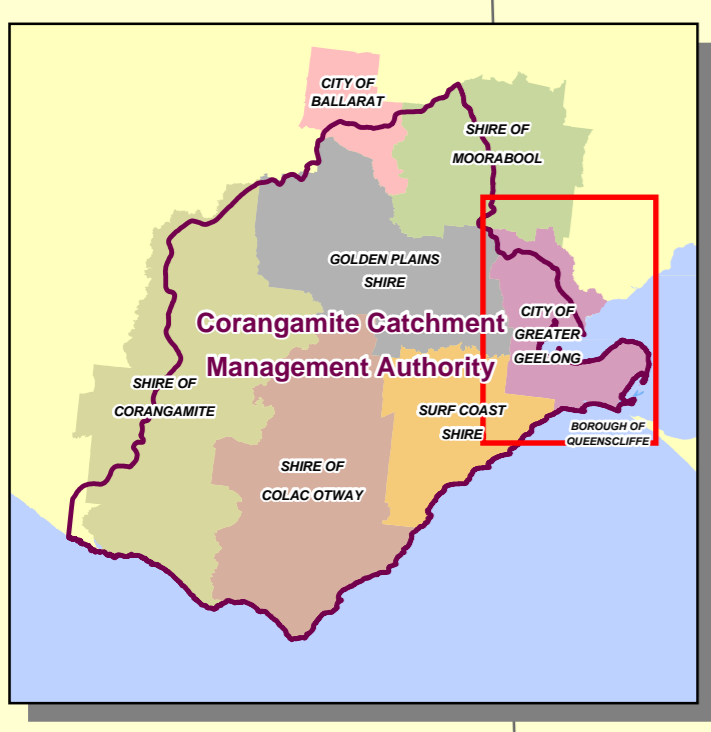 CITY OF
BALLARAT
SHIRE OF
MOORABOOL
GOLDEN PLAINS
SHIRE
Corangamite Catchment
Management Authority
CITY OF
GREATER
GEELONG
SHIRE OF
CORANGAMITE
SURF COAST
SHIRE
BOROUGH OF
QUEENSCLIFFE
SHIRE OF
COLAC OTWAY